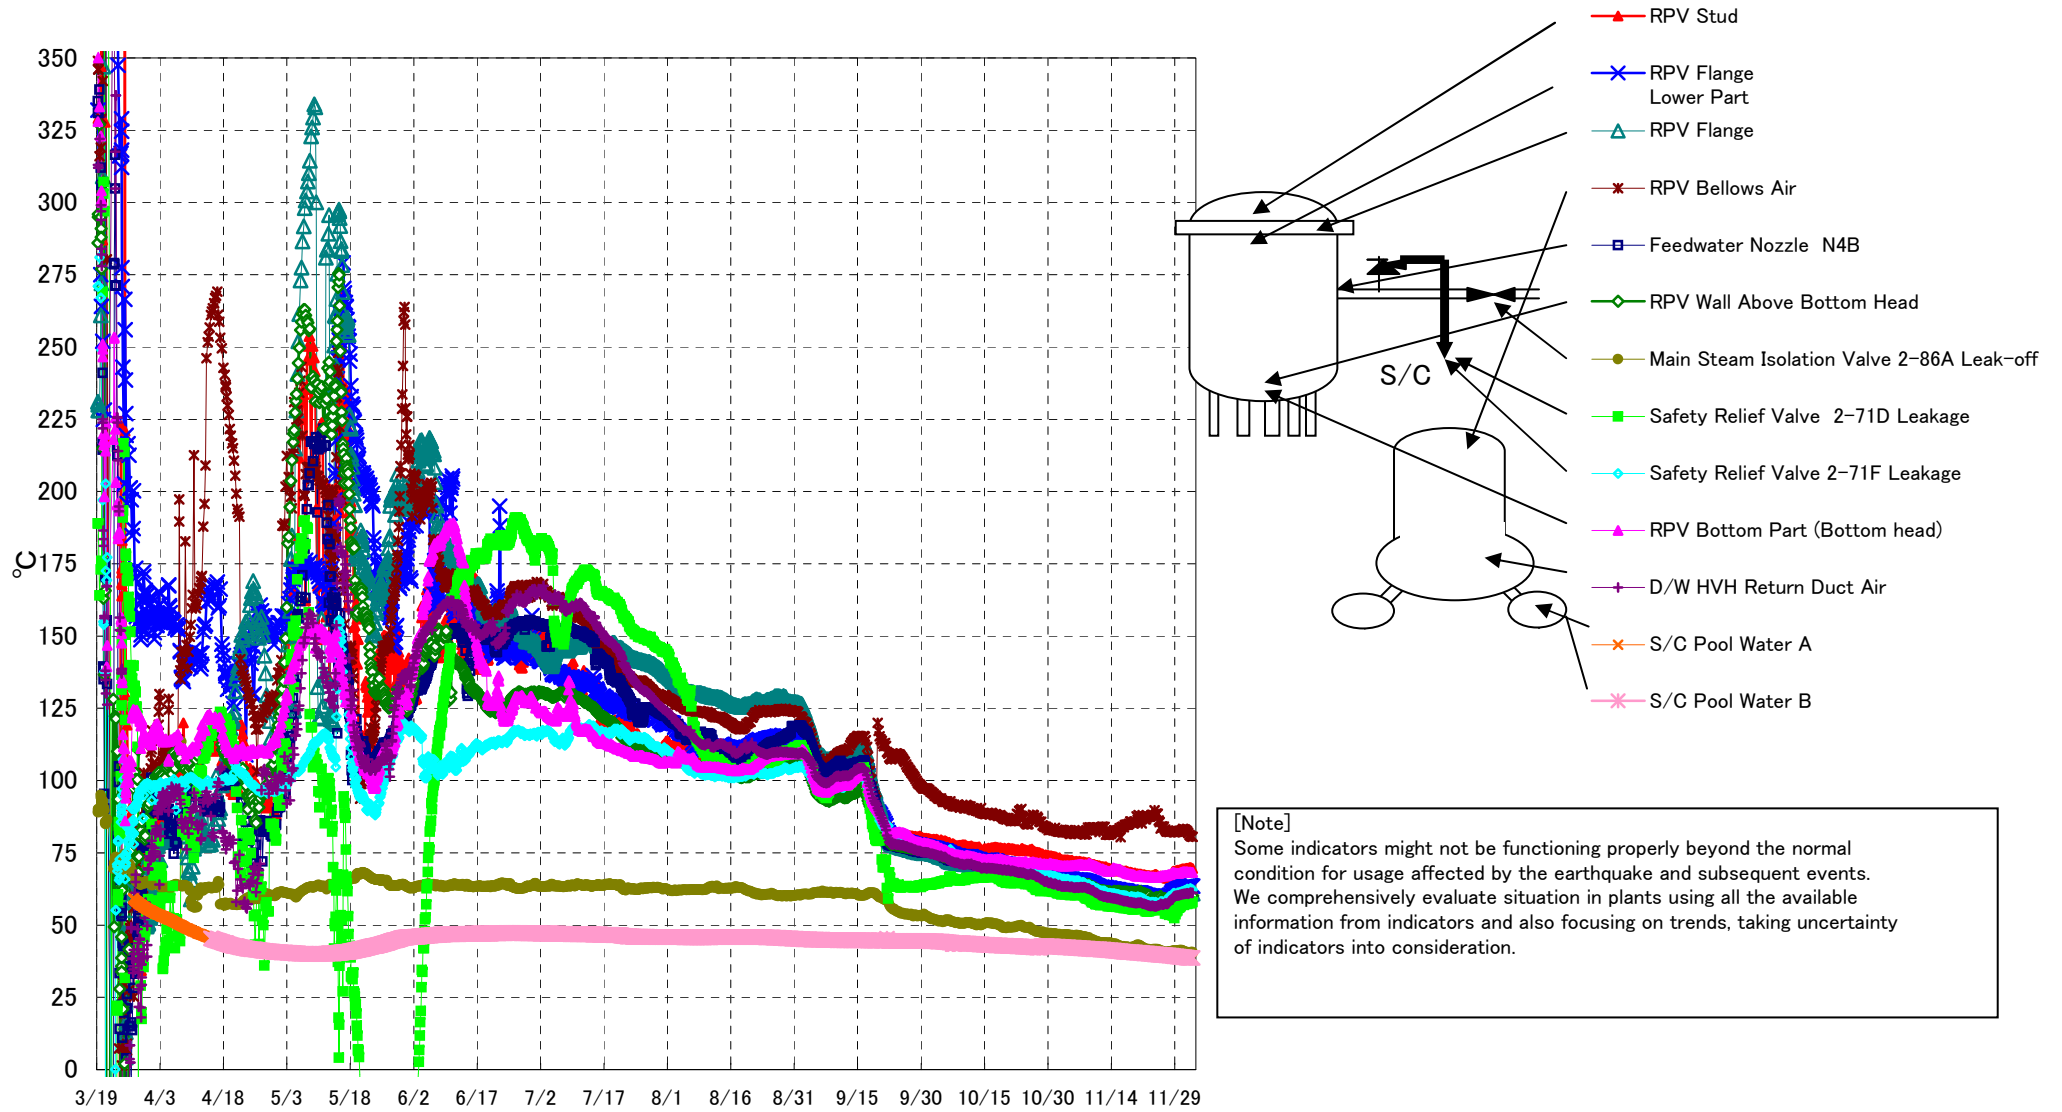 350
325
300
275
250
225
200
175
150
125
100
75
50
25
0
℃
3/19 4/3 4/18 5/3 5/18 6/2 6/17 7/2 7/17 8/1 8/16 8/31 9/15 9/30 10/15 10/30 11/14 11/29
RPV Stud
RPV Flange
Lower Part
RPV Flange
RPV Bellows Air
Feedwater Nozzle N4B
RPV Wall Above Bottom Head
Main Steam Isolation Valve 2-86A Leak-off
Safety Relief Valve 2-71D Leakage
Safety Relief Valve 2-71F Leakage
RPV Bottom Part (Bottom head)
D/W HVH Return Duct Air
S/C Pool Water A
S/C Pool Water B
S/C
[Note]
Some indicators might not be functioning properly beyond the normal
condition for usage affected by the earthquake and subsequent events.
We comprehensively evaluate situation in plants using all the available
information from indicators and also focusing on trends, taking uncertainty
of indicators into consideration.